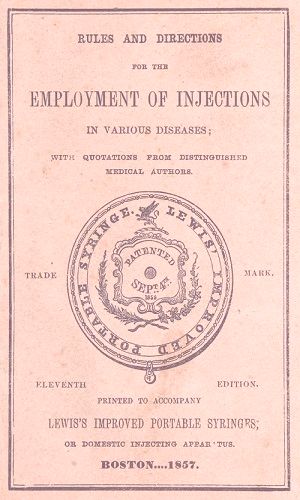 RULES AND DIRECTIONS
FOR THE
EMPLOYMENT OF INJECTIONS
IN VARIOUS DISEASES;
WITH QUOTATIONS FROM DISTINGUISHED
MEDICAL AUTHORS.
LEWIS' IMPROVED PORTABLE SYRINGE.
PATENTED
SEPT. 4TH.
TRADE
MARK.
ELEVENTH
EDITION.
PRINTED TO ACCOMPANY
LEWIS'S IMPROVED PORTABLE SYRINGES;
OR DOMESTIC INJECTING APPAR'TUS.
BOSTON....1857.